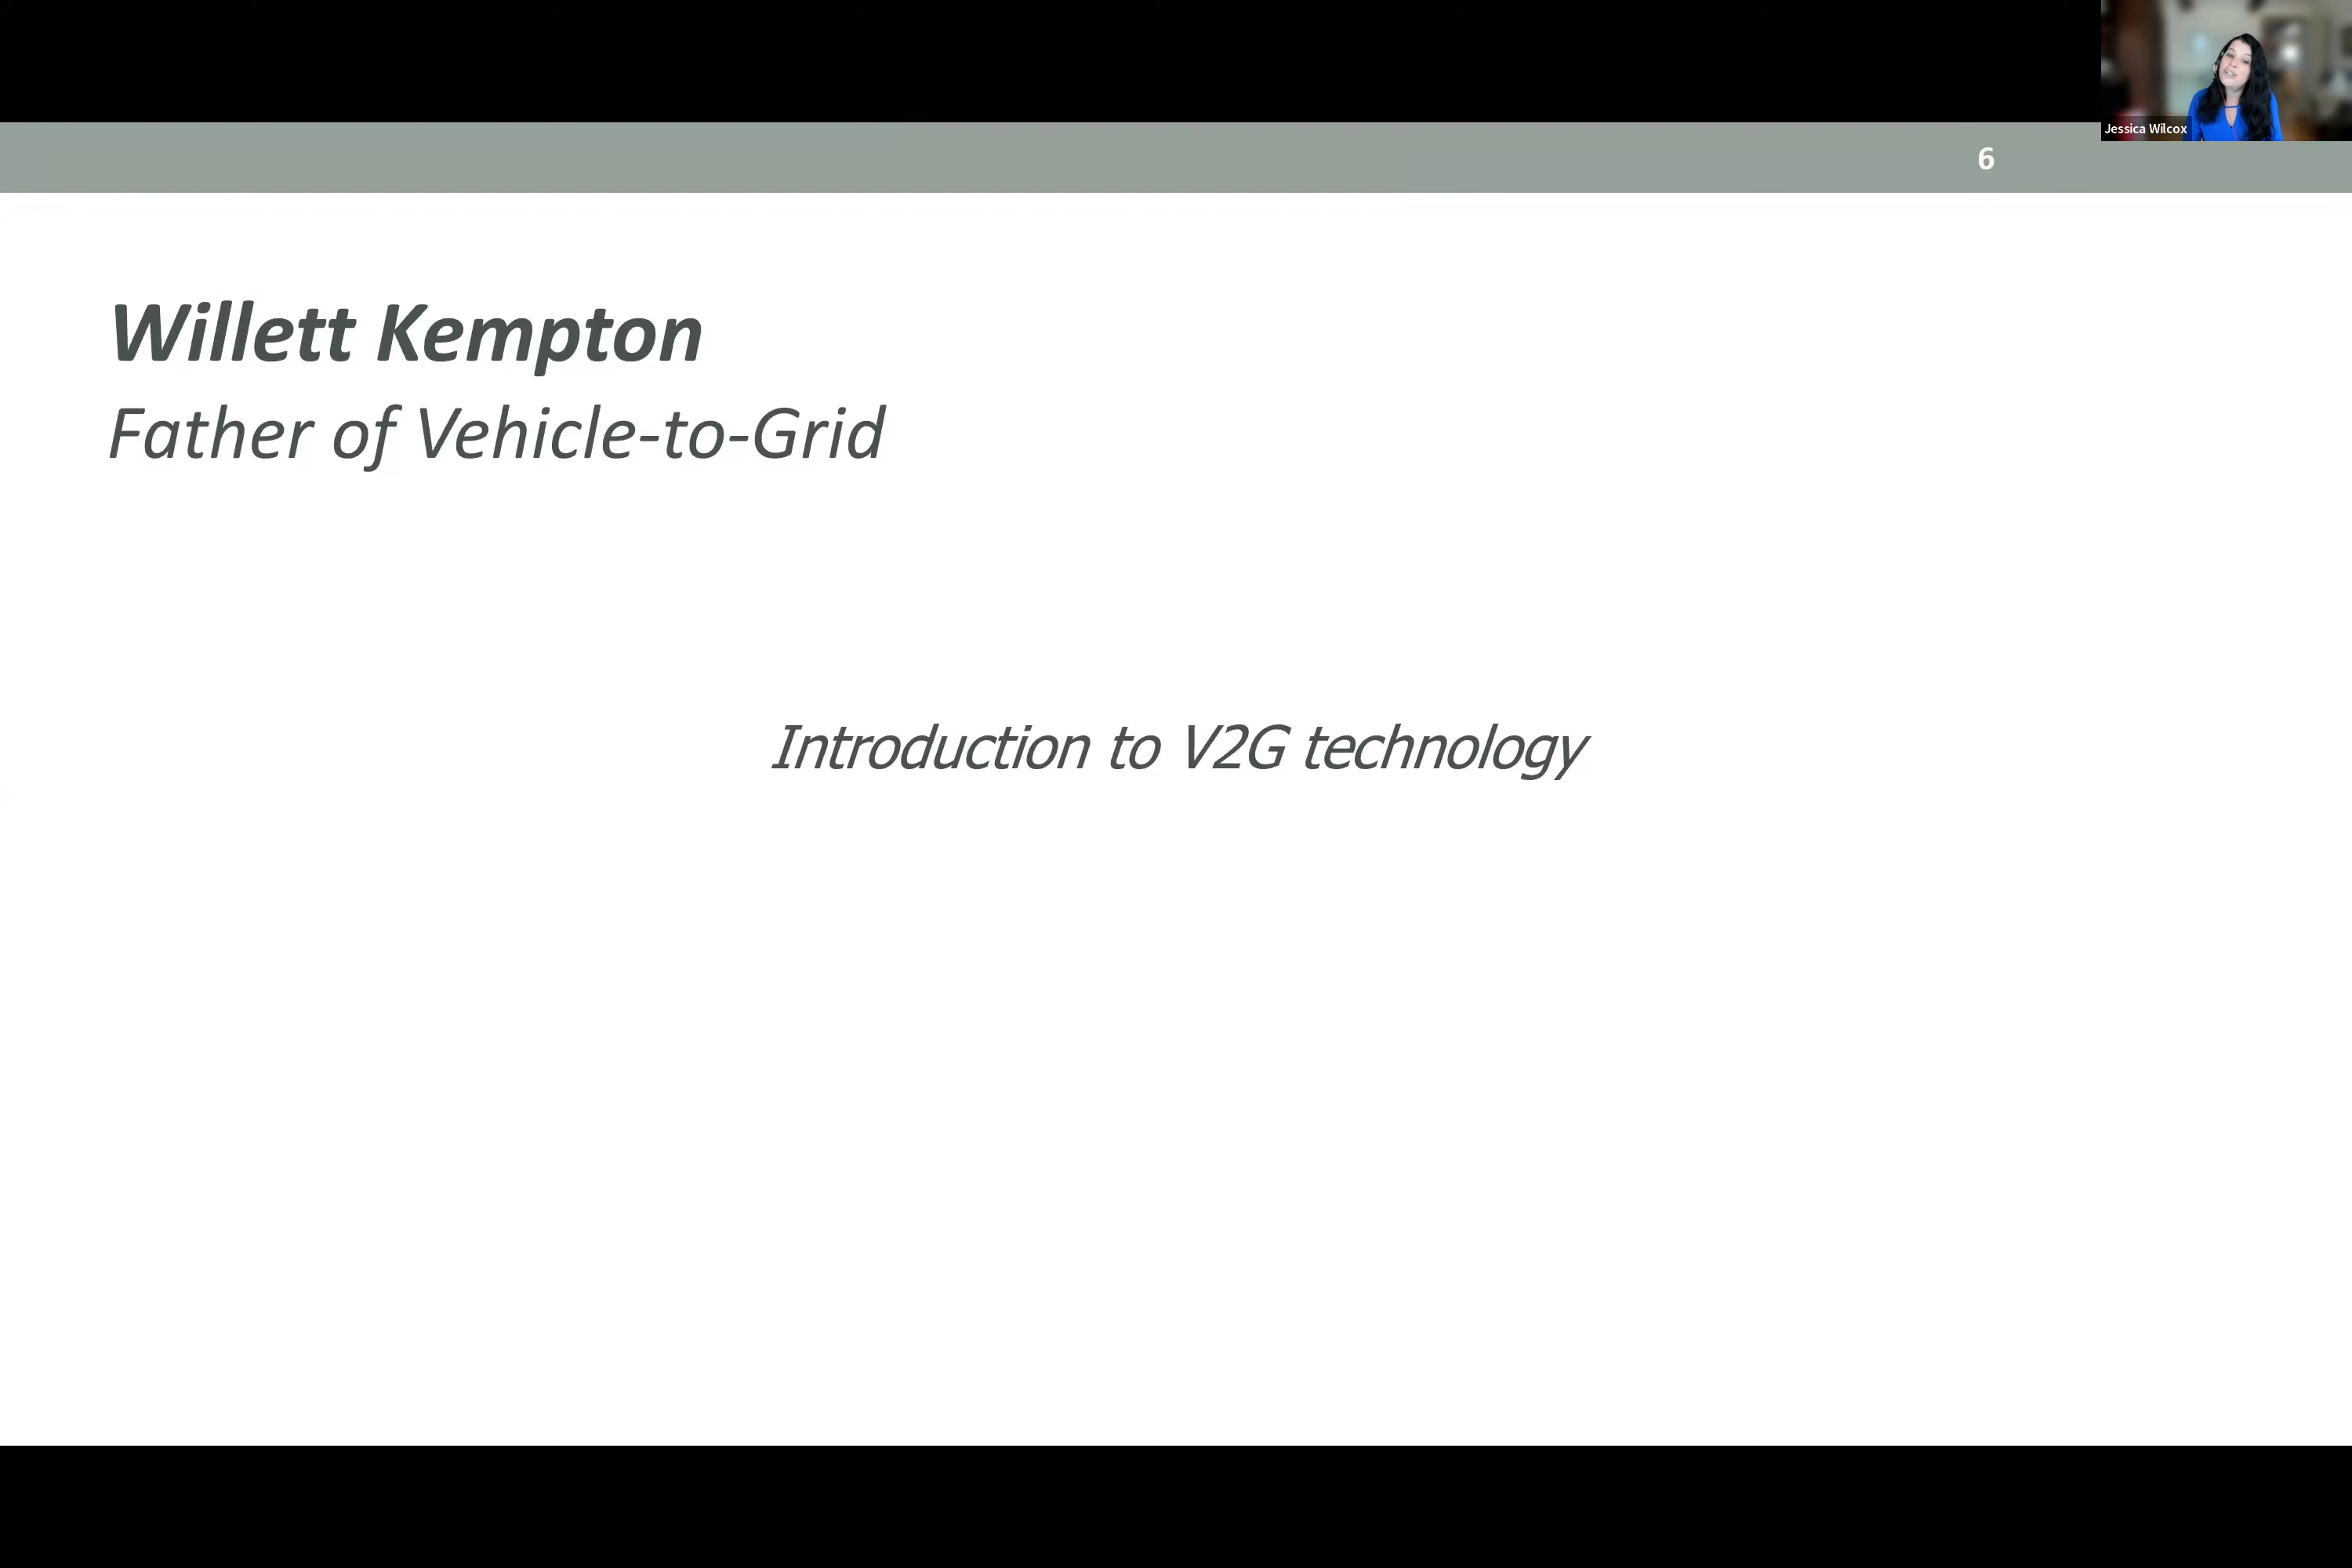 Jessica Wilcox
6
Willett Kempton
Father of Vehicle-to-Grid
Introduction to V2G technology